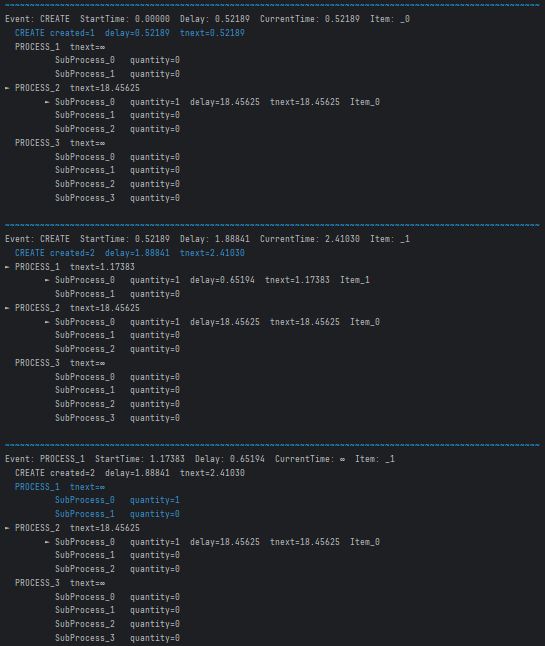 ~~~~~~~~~~~~~~~~~~~~~~~~~~~~~~~~~~~~~~~~~~~~~~~~~~~~~~~~~~~~~~~~~~~~~~~~~~~~~~~~~~~~~~~~~~~~~~~~~~~~~~~~~~~
Event: CREATE  StartTime: 0.00000  Delay: 0.52189  CurrentTime: 0.52189  Item: _0
  CREATE created=1  delay=0.52189  tnext=0.52189
  PROCESS_1  tnext=∞
          SubProcess_0   quantity=0
          SubProcess_1   quantity=0
► PROCESS_2  tnext=18.45625
        ► SubProcess_0   quantity=1  delay=18.45625  tnext=18.45625  Item_0
          SubProcess_1   quantity=0
          SubProcess_2   quantity=0
  PROCESS_3  tnext=∞
          SubProcess_0   quantity=0
          SubProcess_1   quantity=0
          SubProcess_2   quantity=0
          SubProcess_3   quantity=0
~~~~~~~~~~~~~~~~~~~~~~~~~~~~~~~~~~~~~~~~~~~~~~~~~~~~~~~~~~~~~~~~~~~~~~~~~~~~~~~~~~~~~~~~~~~~~~~~~~~~~~~~~~~
Event: CREATE  StartTime: 0.52189  Delay: 1.88841  CurrentTime: 2.41030  Item: _1
  CREATE created=2  delay=1.88841  tnext=2.41030
► PROCESS_1  tnext=1.17383
        ► SubProcess_0   quantity=1  delay=0.65194  tnext=1.17383  Item_1
          SubProcess_1   quantity=0
► PROCESS_2  tnext=18.45625
        ► SubProcess_0   quantity=1  delay=18.45625  tnext=18.45625  Item_0
          SubProcess_1   quantity=0
          SubProcess_2   quantity=0
  PROCESS_3  tnext=∞
          SubProcess_0   quantity=0
          SubProcess_1   quantity=0
          SubProcess_2   quantity=0
          SubProcess_3   quantity=0
~~~~~~~~~~~~~~~~~~~~~~~~~~~~~~~~~~~~~~~~~~~~~~~~~~~~~~~~~~~~~~~~~~~~~~~~~~~~~~~~~~~~~~~~~~~~~~~~~~~~~~~~~~~
Event: PROCESS_1  StartTime: 1.17383  Delay: 0.65194  CurrentTime: ∞  Item: _1
  CREATE created=2  delay=1.88841  tnext=2.41030
  PROCESS_1  tnext=∞
          SubProcess_0   quantity=1
          SubProcess_1   quantity=0
► PROCESS_2  tnext=18.45625
        ► SubProcess_0   quantity=1  delay=18.45625  tnext=18.45625  Item_0
          SubProcess_1   quantity=0
          SubProcess_2   quantity=0
  PROCESS_3  tnext=∞
          SubProcess_0   quantity=0
          SubProcess_1   quantity=0
          SubProcess_2   quantity=0
          SubProcess_3   quantity=0